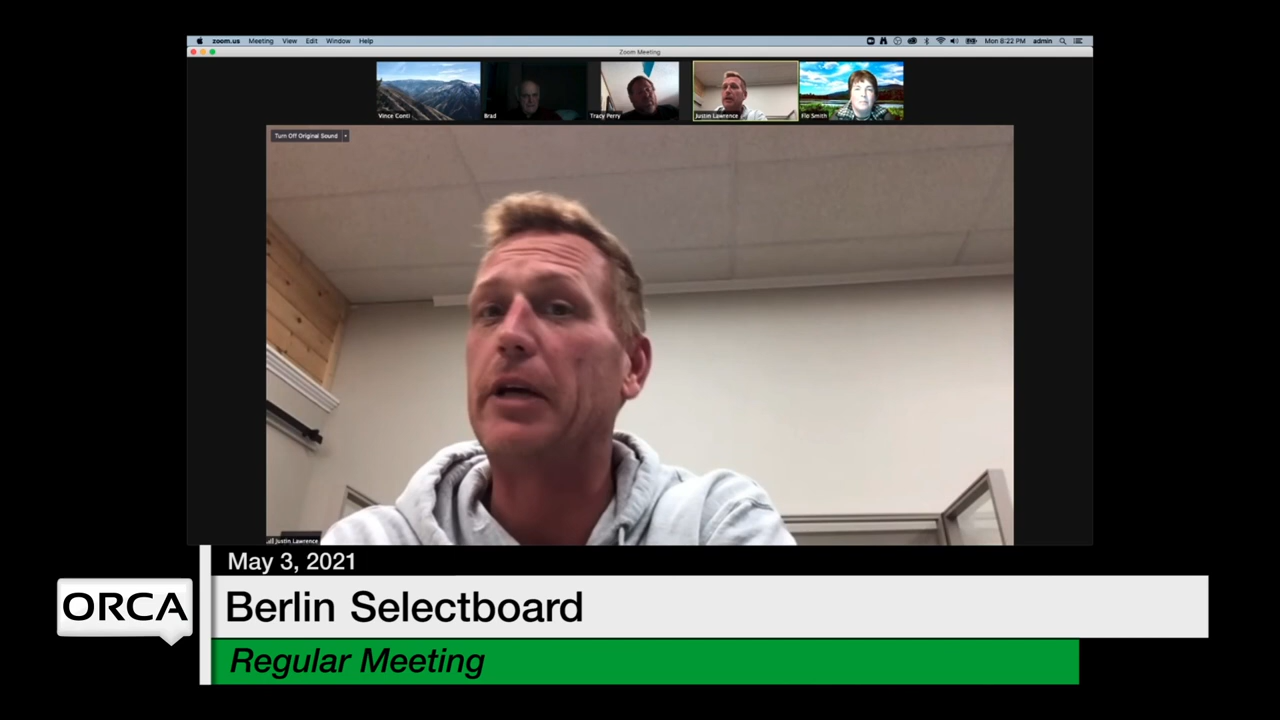 zoom.us Meeting View Edit Window Help Mon 8:22 PM admin
Zoom Meeting
Vince Conti
Brad
Tracy Perry
Justin Lawrence
Flo Smith
Turn Off Original Sound
Justin Lawrence
May 3, 2021
ORCA
Berlin Selectboard
Regular Meeting